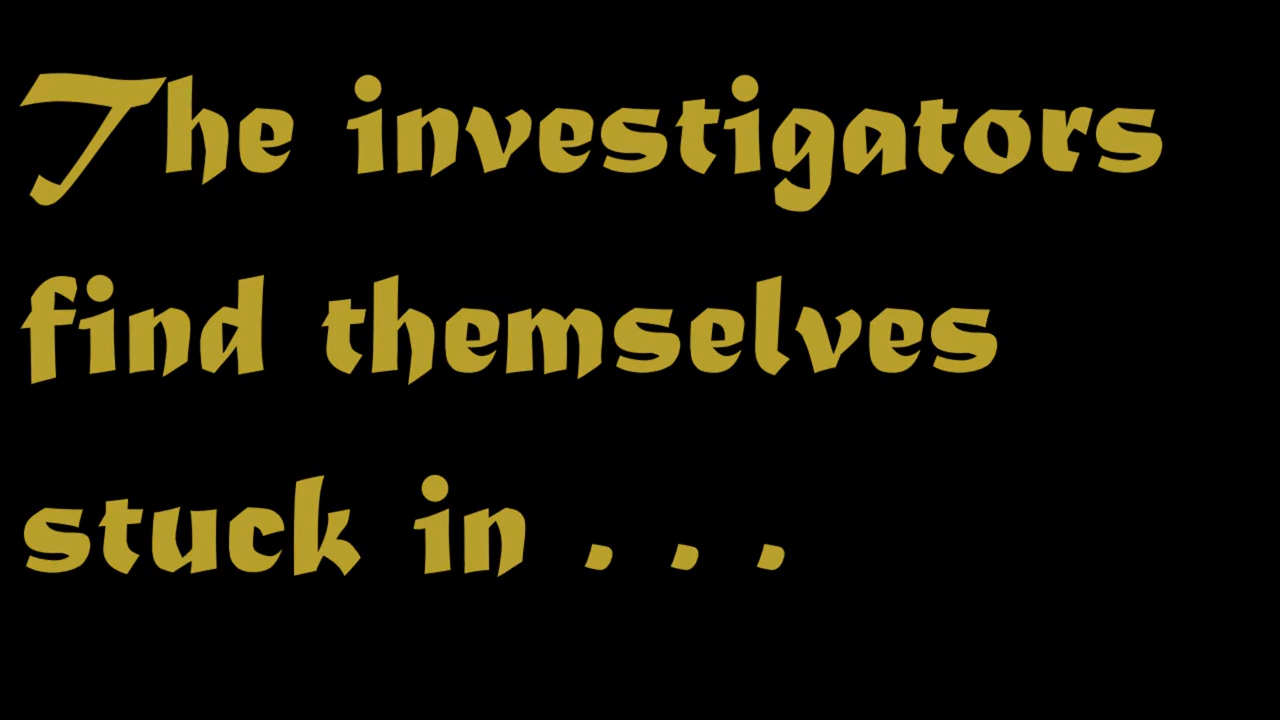 The investigators
find themselves
stuck in . . .